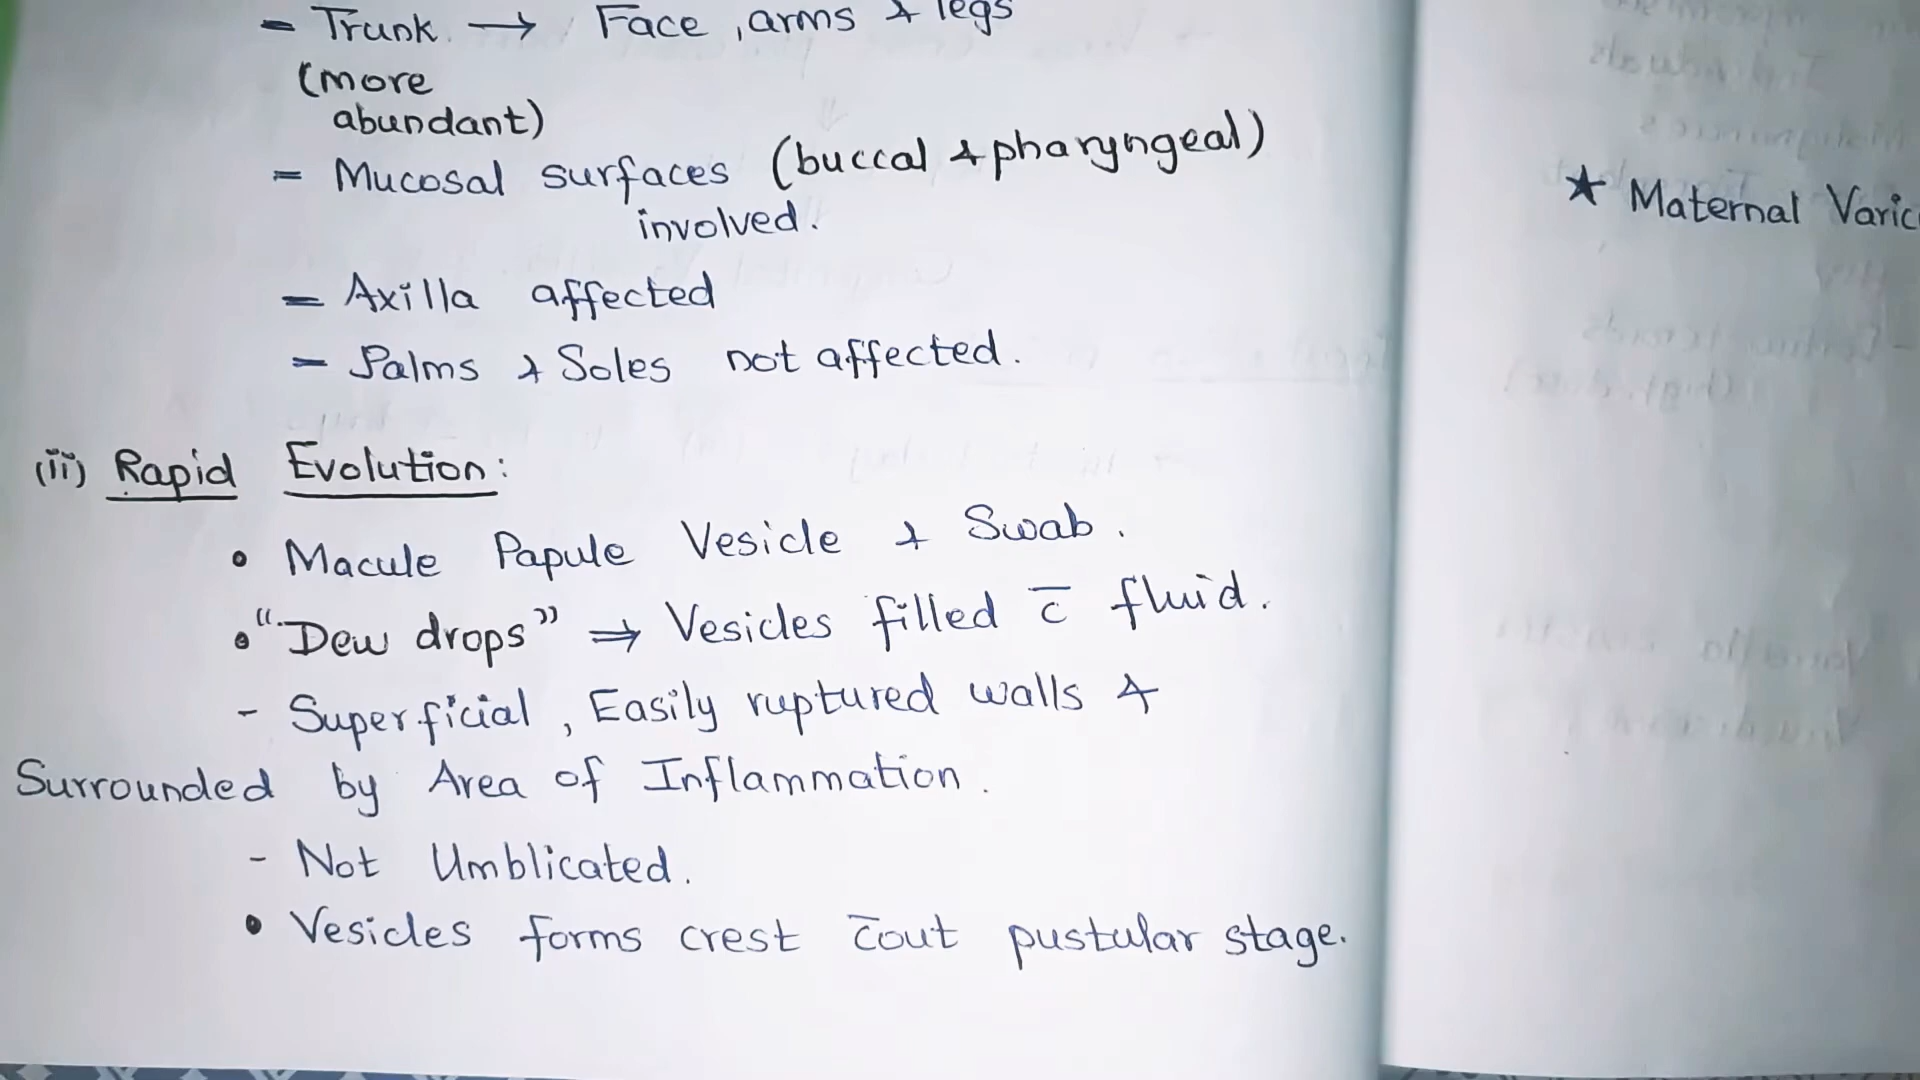 - Trunk → Face, arms & legs
(more
abundant)
= Mucosal surfaces (buccal & pharyngeal)
involved.
- Axilla affected
- Palms & Soles not affected.
(ii) Rapid Evolution:
• Macule Papule Vesicle & Swab.
• "Dew drops" ⇒ Vesicles filled c̅ fluid.
- Superficial, Easily ruptured walls &
Surrounded by Area of Inflammation.
- Not Umblicated.
• Vesicles forms crest c̅out pustular stage.
★ Maternal Varic